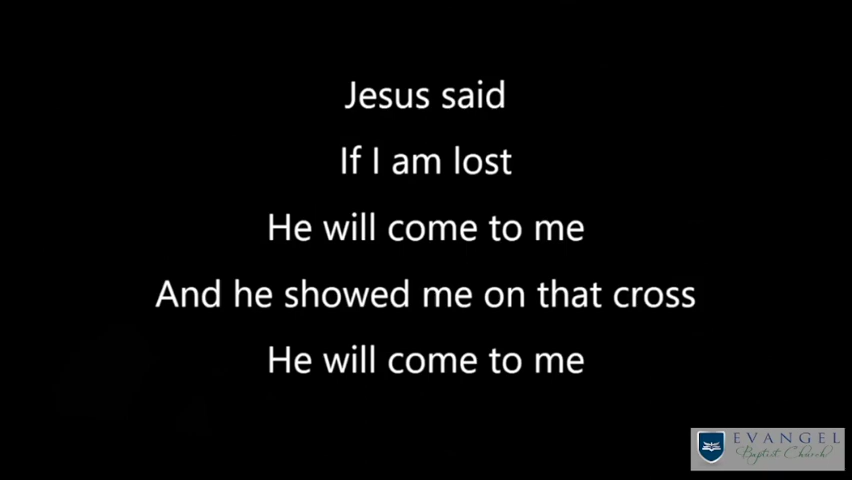 Jesus said
If I am lost
He will come to me
And he showed me on that cross
He will come to me
EVANGEL
Baptist Church